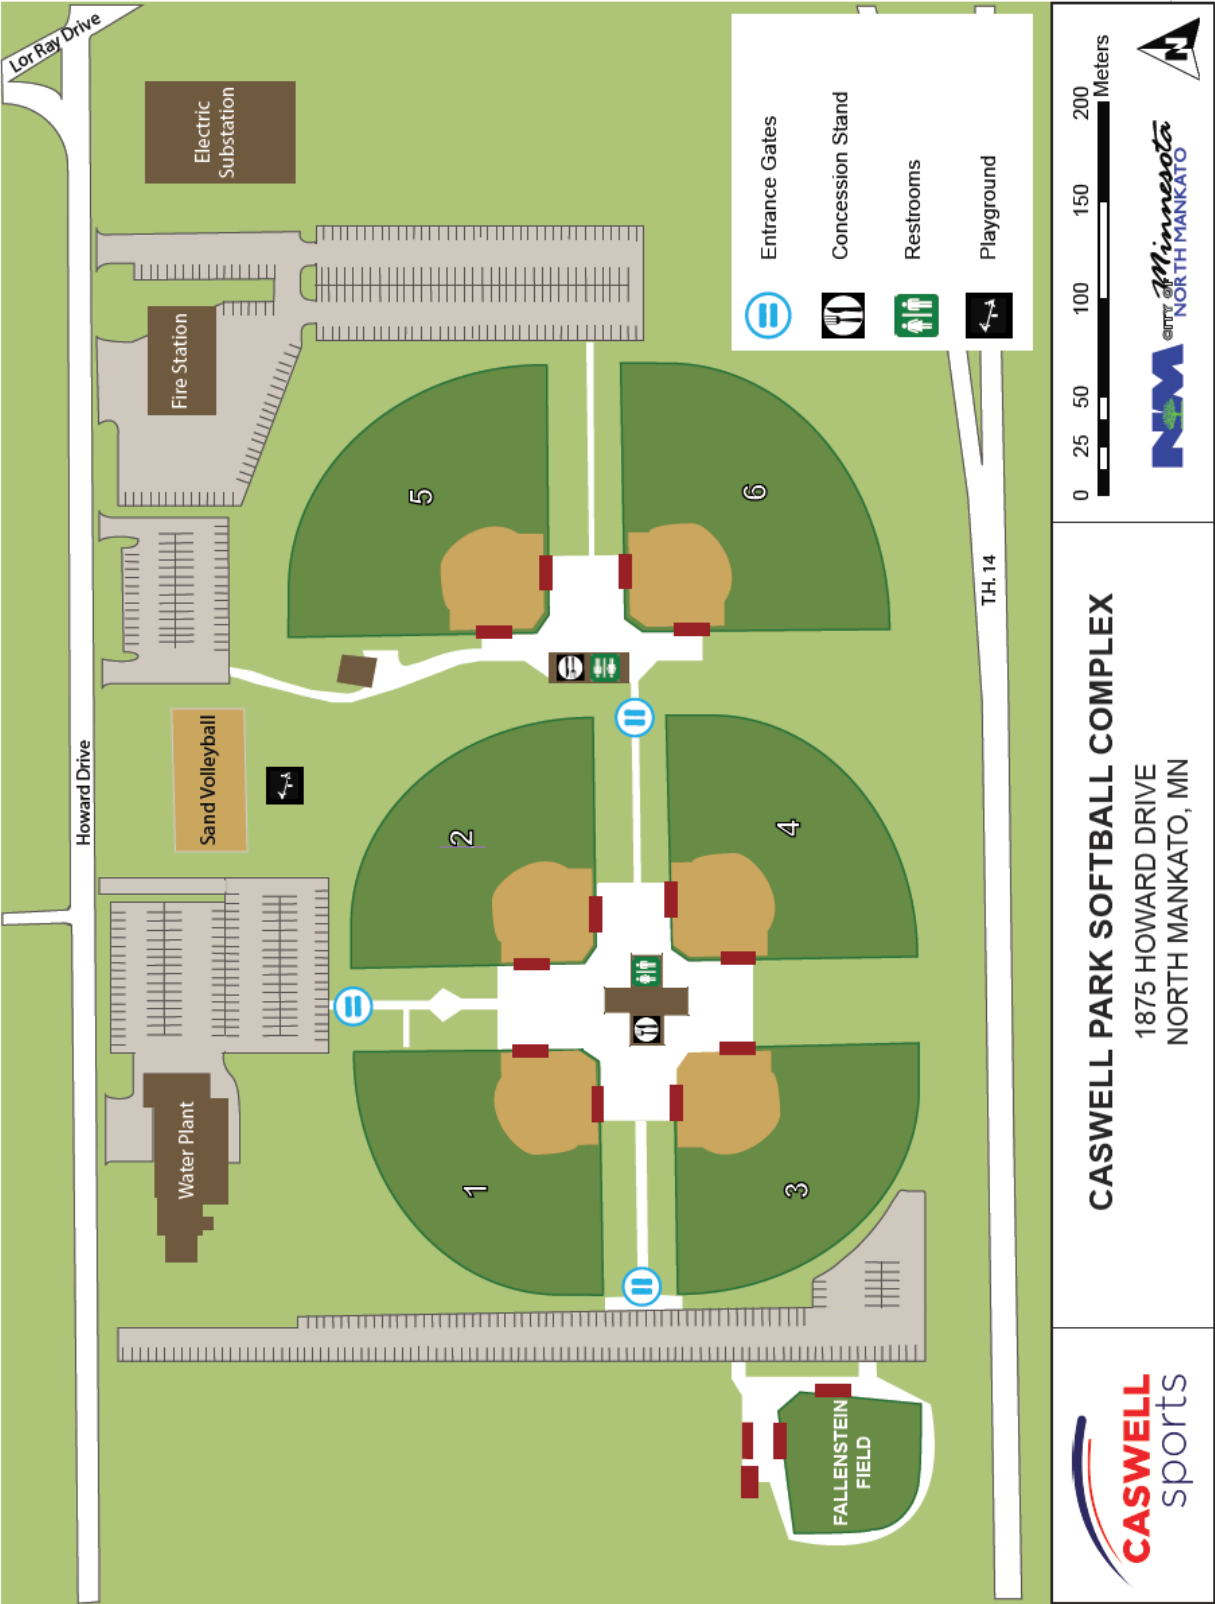 Lor Ray Drive
Howard Drive
Electric
Substation
Fire Station
Sand Volleyball
Water Plant
5
6
2
4
1
3
FALLENSTEIN
FIELD
T.H. 14
Entrance Gates
Concession Stand
Restrooms
Playground
CASWELL
sports
CASWELL PARK SOFTBALL COMPLEX
1875 HOWARD DRIVE
NORTH MANKATO, MN
0 25 50 100 150 200
Meters
N
NM
CITY OF Minnesota
NORTH MANKATO